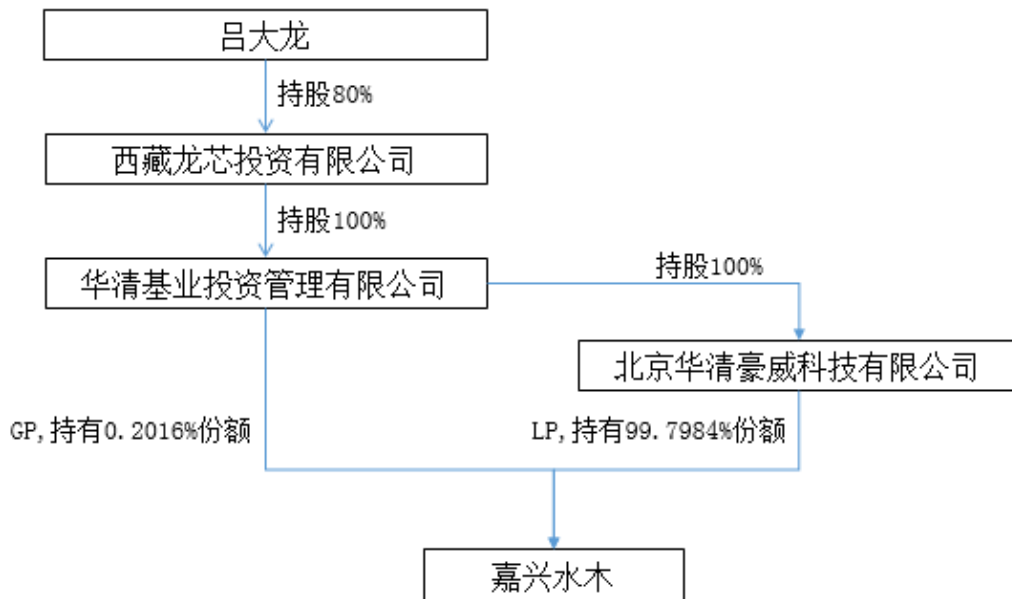 吕大龙
持股80%
西藏龙芯投资有限公司
持股100%
华清基业投资管理有限公司
持股100%
北京华清豪威科技有限公司
GP,持有0.2016%份额
LP,持有99.7984%份额
嘉兴水木